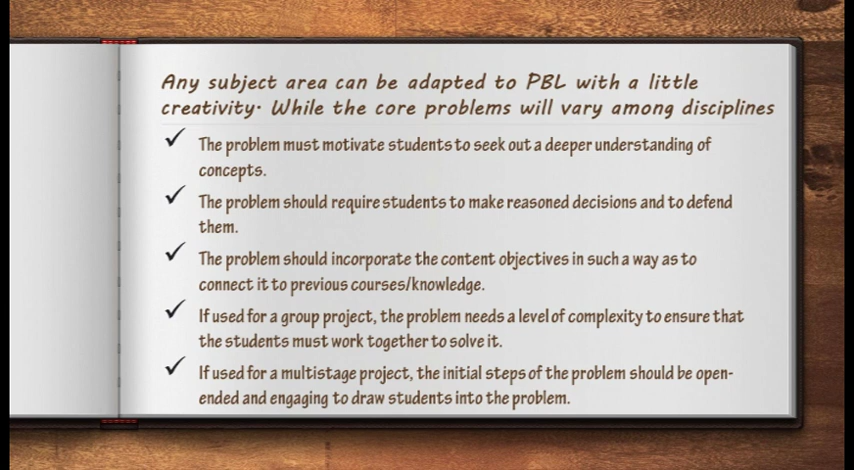 Any subject area can be adapted to PBL with a little
creativity. While the core problems will vary among disciplines
✓ The problem must motivate students to seek out a deeper understanding of
concepts.
✓ The problem should require students to make reasoned decisions and to defend
them.
✓ The problem should incorporate the content objectives in such a way as to
connect it to previous courses/knowledge.
✓ If used for a group project, the problem needs a level of complexity to ensure that
the students must work together to solve it.
✓ If used for a multistage project, the initial steps of the problem should be open-
ended and engaging to draw students into the problem.